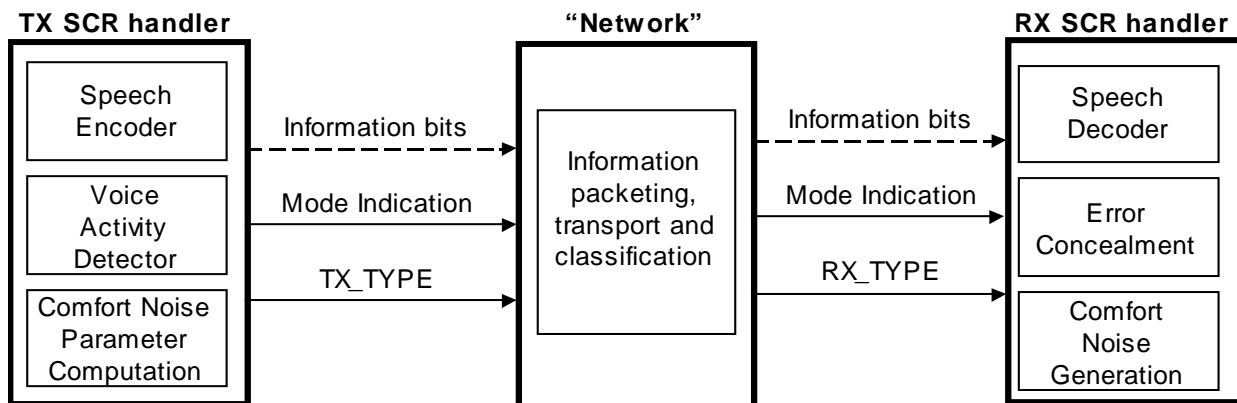 TX SCR handler
Speech
Encoder
Voice
Activity
Detector
Comfort Noise
Parameter
Computation
Information bits
Mode Indication
TX_TYPE
“Network”
Information
packeting,
transport and
classification
Information bits
Mode Indication
RX_TYPE
RX SCR handler
Speech
Decoder
Error
Concealment
Comfort
Noise
Generation